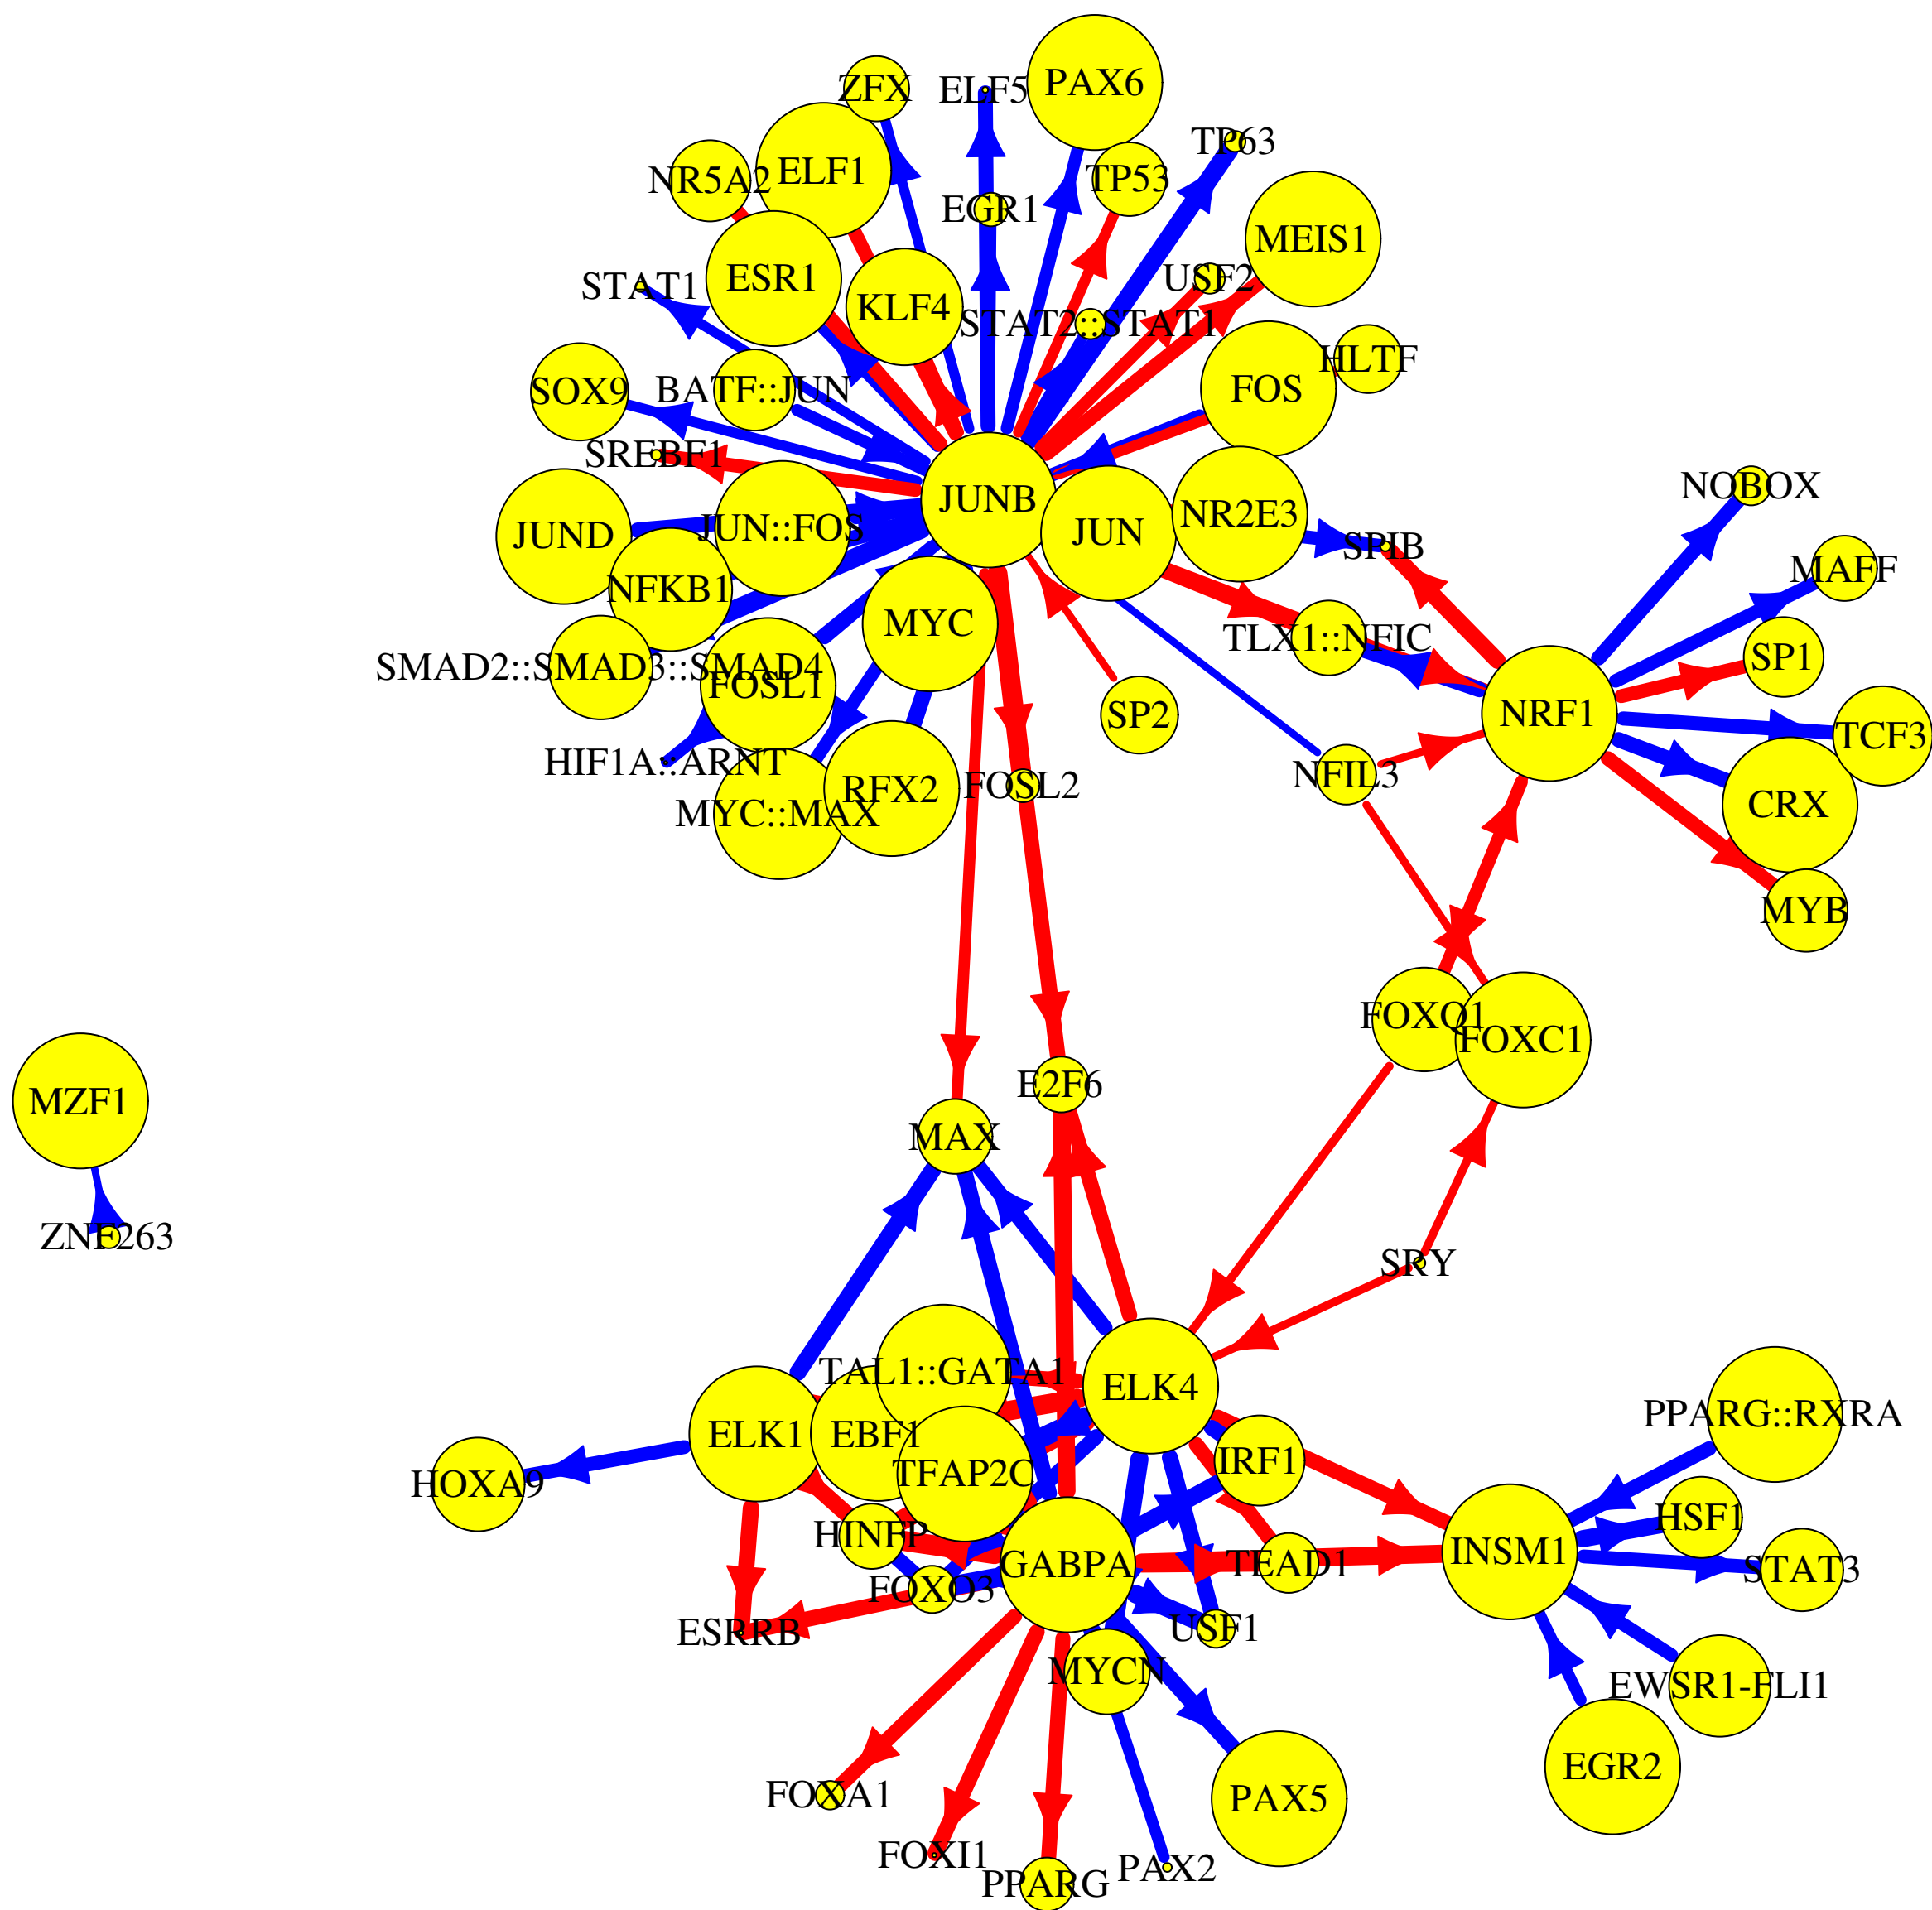 ZFX
ELF5
PAX6
TP63
NR5A2
ELF1
TP53
EGR1
MEIS1
STAT1
ESR1
USF2
KLF4
STAT2::STAT1
HLTF
SOX9
BATF::JUN
FOS
SREBF1
JUNB
NOBOX
JUND
JUN::FOS
JUN
NR2E3
SPIB
NFKB1
MAFF
MYC
TLX1::NFIC
SMAD2::SMAD3::SMAD4
FOSL1
SP1
SP2
NRF1
HIF1A::ARNT
TCF3
MYC::MAX
RFX2
FOSL2
NFIL3
CRX
MYB
FOXQ1
FOXC1
MZF1
E2F6
MAX
ZNF263
SRY
TAL1::GATA1
ELK4
PPARG::RXRA
ELK1
EBF1
HOXA9
TFAP2C
IRF1
HINFP
GABPA
TEAD1
INSM1
HSF1
STAT3
FOXO3
ESRRB
USF1
MYCN
EWSR1-FLI1
FOXA1
PAX5
EGR2
FOXI1
PPARG
PAX2